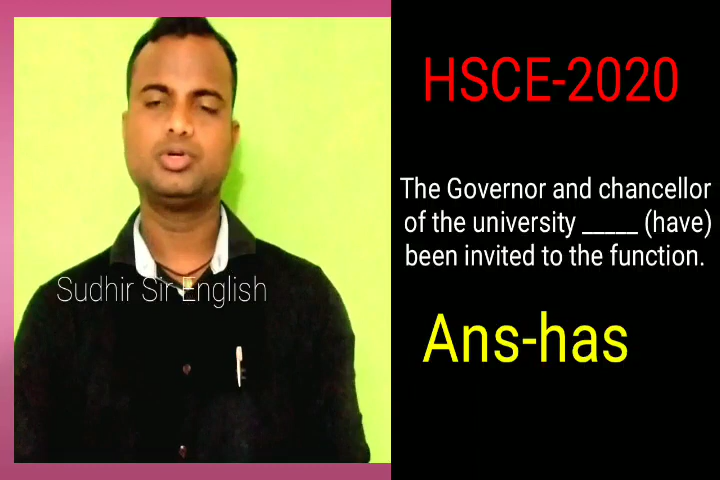 HSCE-2020
The Governor and chancellor
of the university _____ (have)
been invited to the function.
Ans-has
Sudhir Sir English